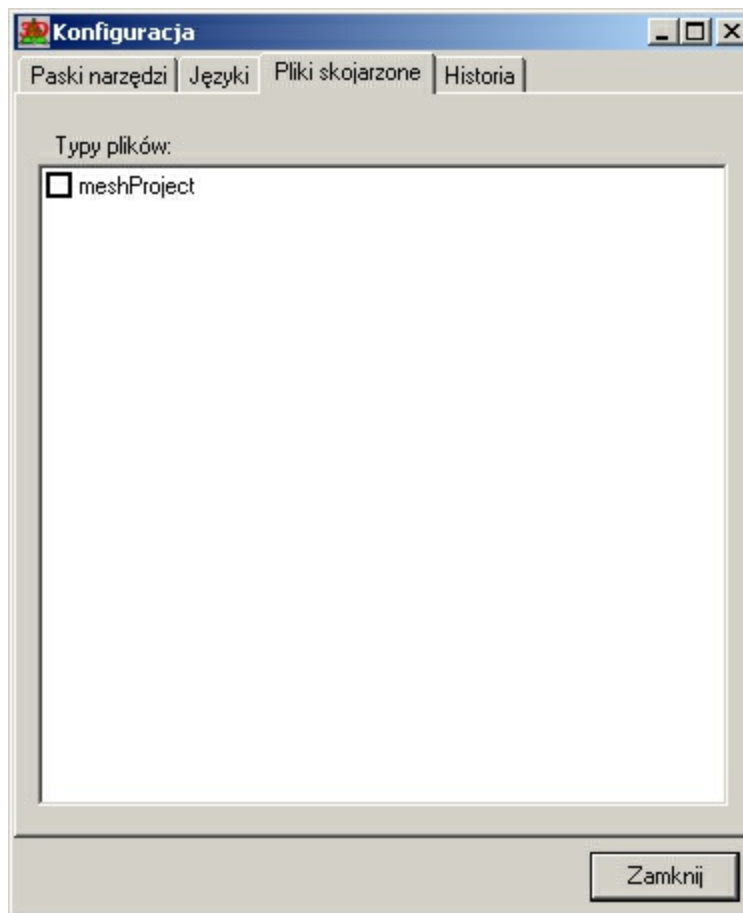 Konfiguracja
Paski narzędzi Języki Pliki skojarzone Historia
Typy plików:
meshProject
Zamknij